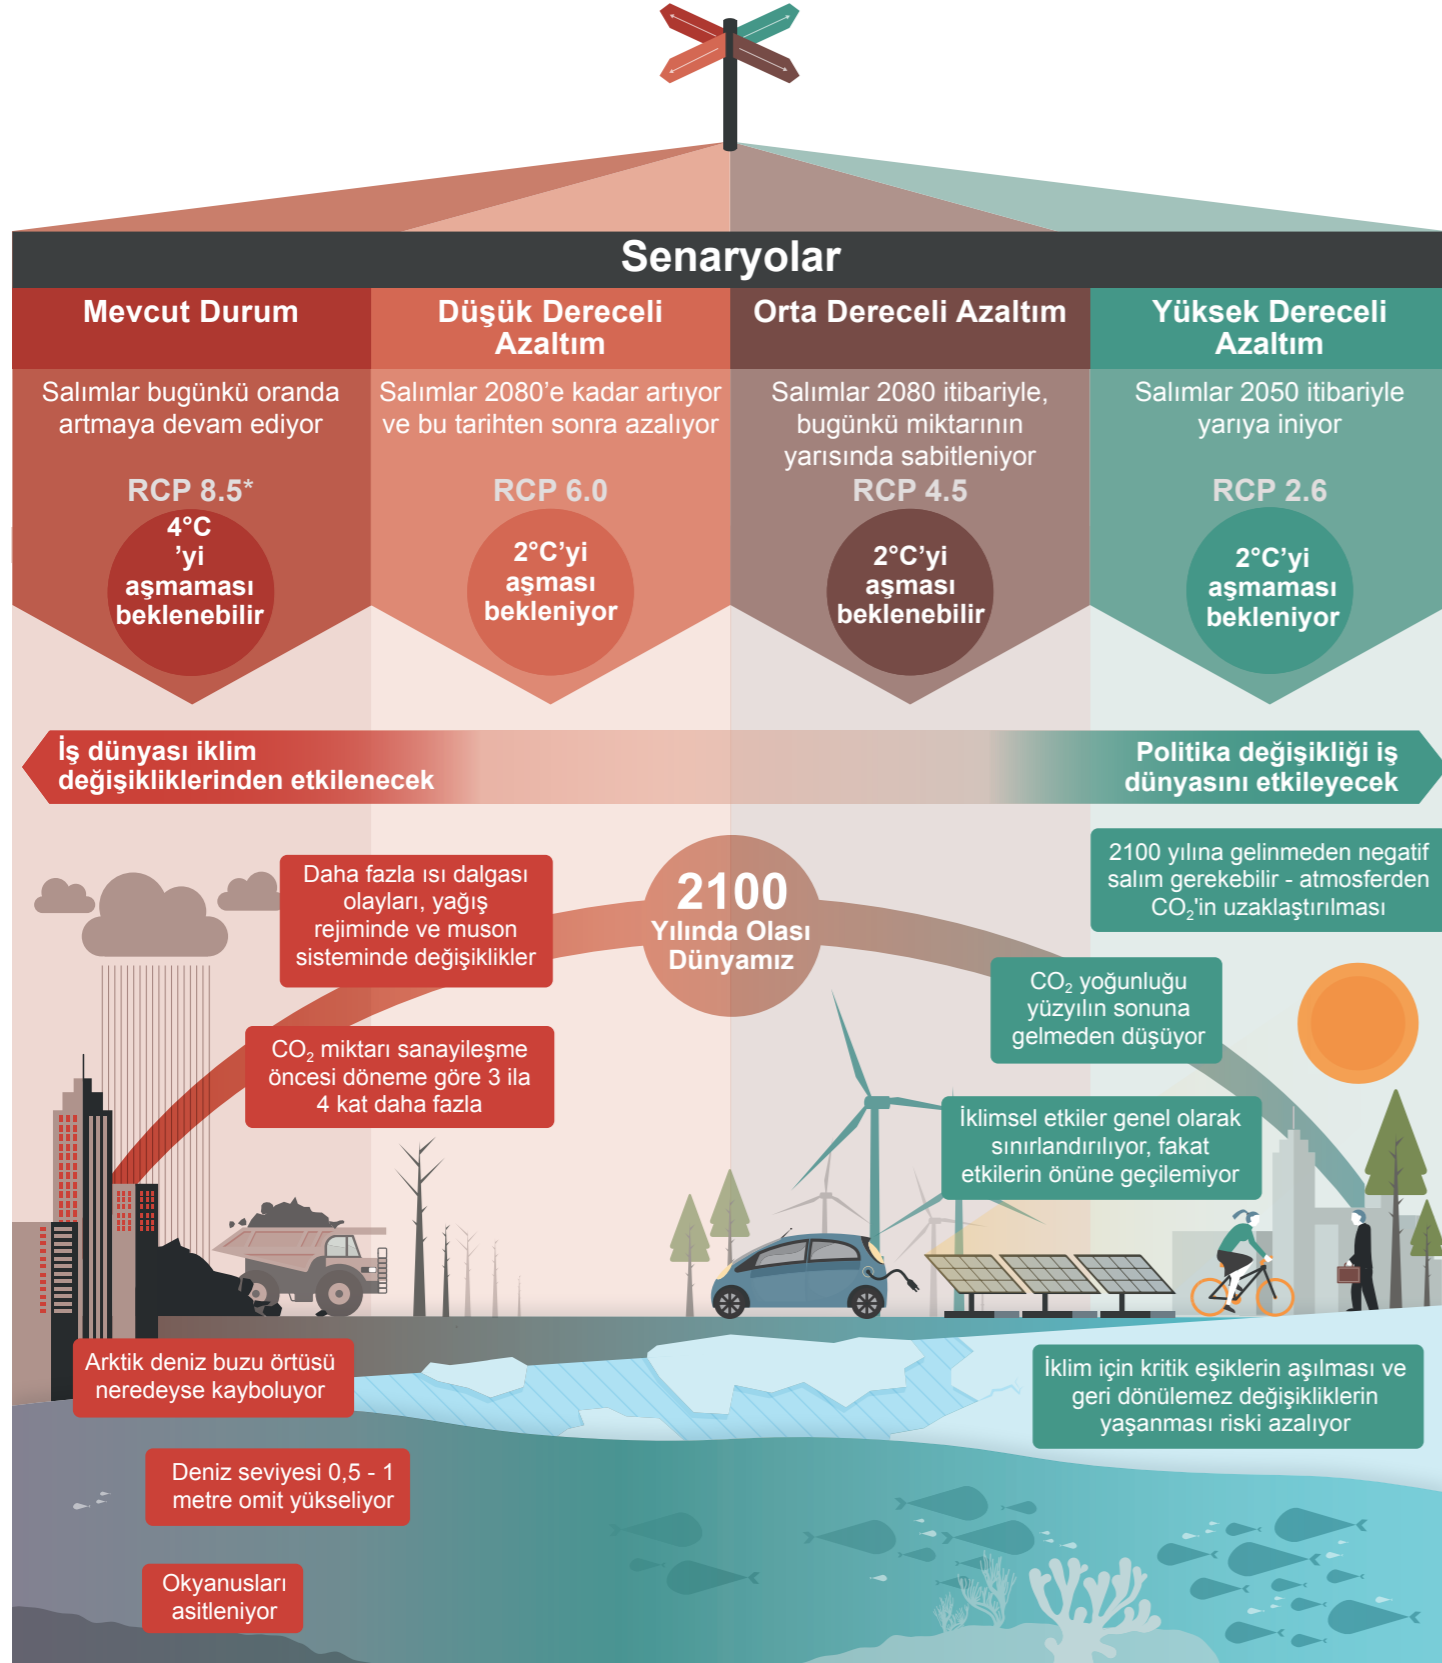 Senaryolar
Mevcut Durum
Salımlar bugünkü oranda
artmaya devam ediyor
RCP 8.5*
4°C
’yi
aşmaması
beklenebilir
Düşük Dereceli
Azaltım
Salımlar 2080’e kadar artıyor
ve bu tarihten sonra azalıyor
RCP 6.0
2°C’yi
aşması
bekleniyor
Orta Dereceli Azaltım
Salımlar 2080 itibariyle,
bugünkü miktarının
yarısında sabitleniyor
RCP 4.5
2°C’yi
aşması
beklenebilir
Yüksek Dereceli
Azaltım
Salımlar 2050 itibariyle
yarıya iniyor
RCP 2.6
2°C’yi
aşmaması
bekleniyor
İş dünyası iklim
değişikliklerinden etkilenecek
Politika değişikliği iş
dünyasını etkileyecek
2100
Yılında Olası
Dünyamız
Daha fazla ısı dalgası
olayları, yağış
rejiminde ve muson
sisteminde değişiklikler
CO₂ miktarı sanayileşme
öncesi döneme göre 3 ila
4 kat daha fazla
2100 yılına gelinmeden negatif
salım gerekebilir - atmosferden
CO₂'in uzaklaştırılması
CO₂ yoğunluğu
yüzyılın sonuna
gelmeden düşüyor
İklimsel etkiler genel olarak
sınırlandırılıyor, fakat
etkilerin önüne geçilemiyor
Arktik deniz buzu örtüsü
neredeyse kayboluyor
İklim için kritik eşiklerin aşılması ve
geri dönülemez değişikliklerin
yaşanması riski azalıyor
Deniz seviyesi 0,5 - 1
metre omit yükseliyor
Okyanusları
asitleniyor